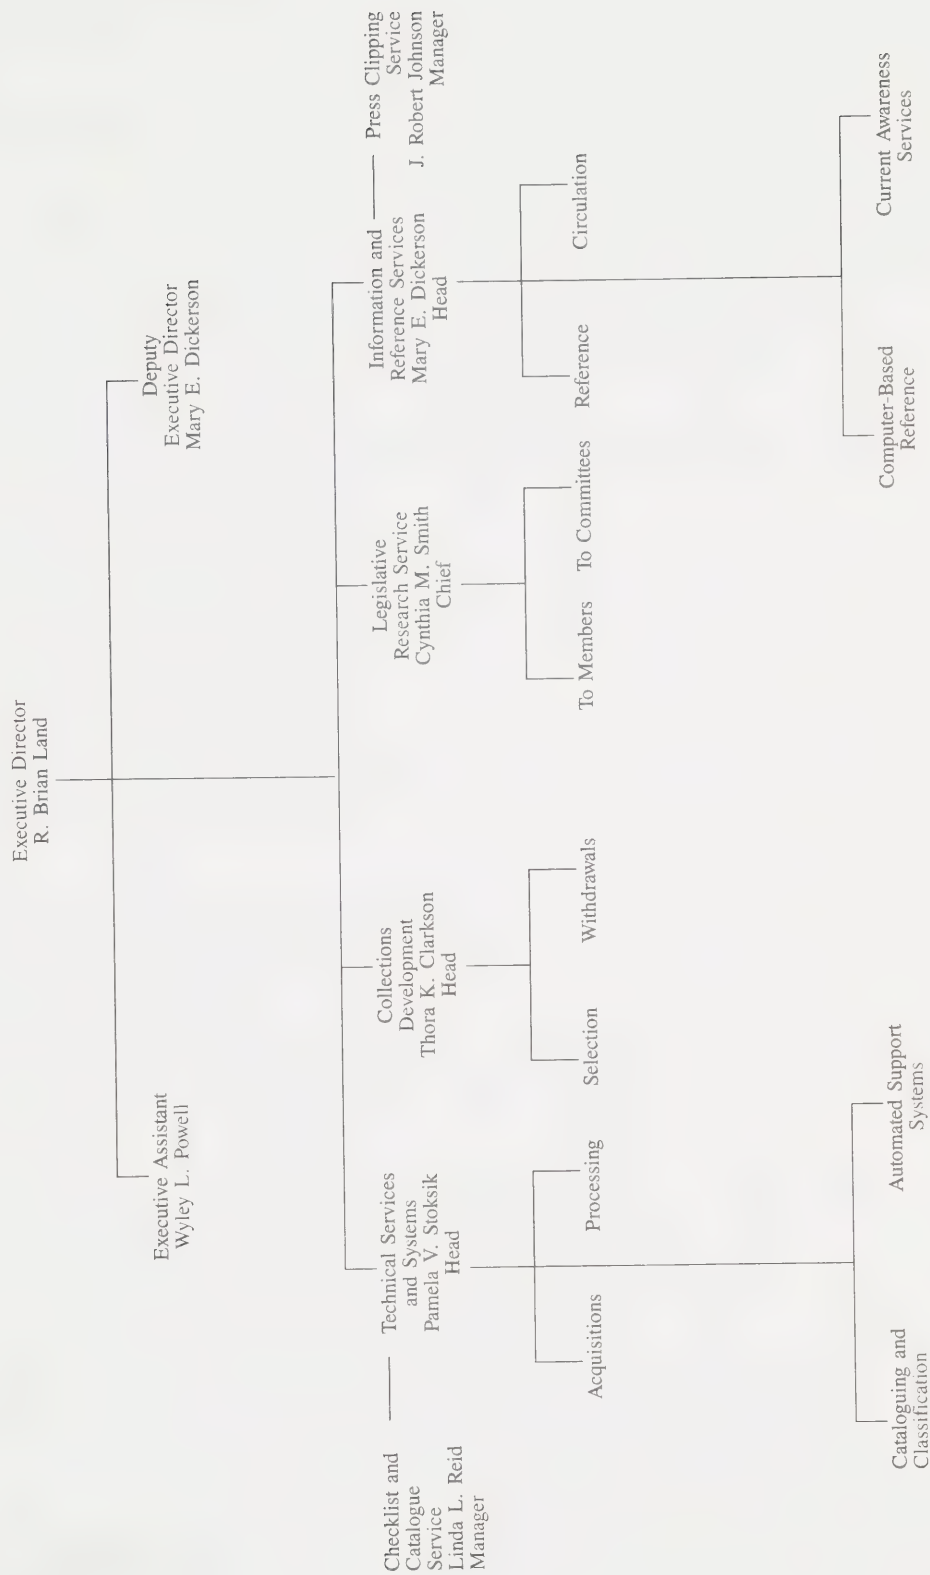 Executive Director
R. Brian Land
Executive Assistant
Wyley L. Powell
Deputy
Executive Director
Mary E. Dickerson
Checklist and
Catalogue
Service
Linda L. Reid
Manager
Technical Services
and Systems
Pamela V. Stoksik
Head
Collections
Development
Thora K. Clarkson
Head
Legislative
Research Service
Cynthia M. Smith
Chief
Information and
Reference Services
Mary E. Dickerson
Head
Press Clipping
Service
J. Robert Johnson
Manager
Acquisitions
Processing
Selection
Withdrawals
To Members
To Committees
Reference
Circulation
Cataloguing and
Classification
Automated Support
Systems
Computer-Based
Reference
Current Awareness
Services